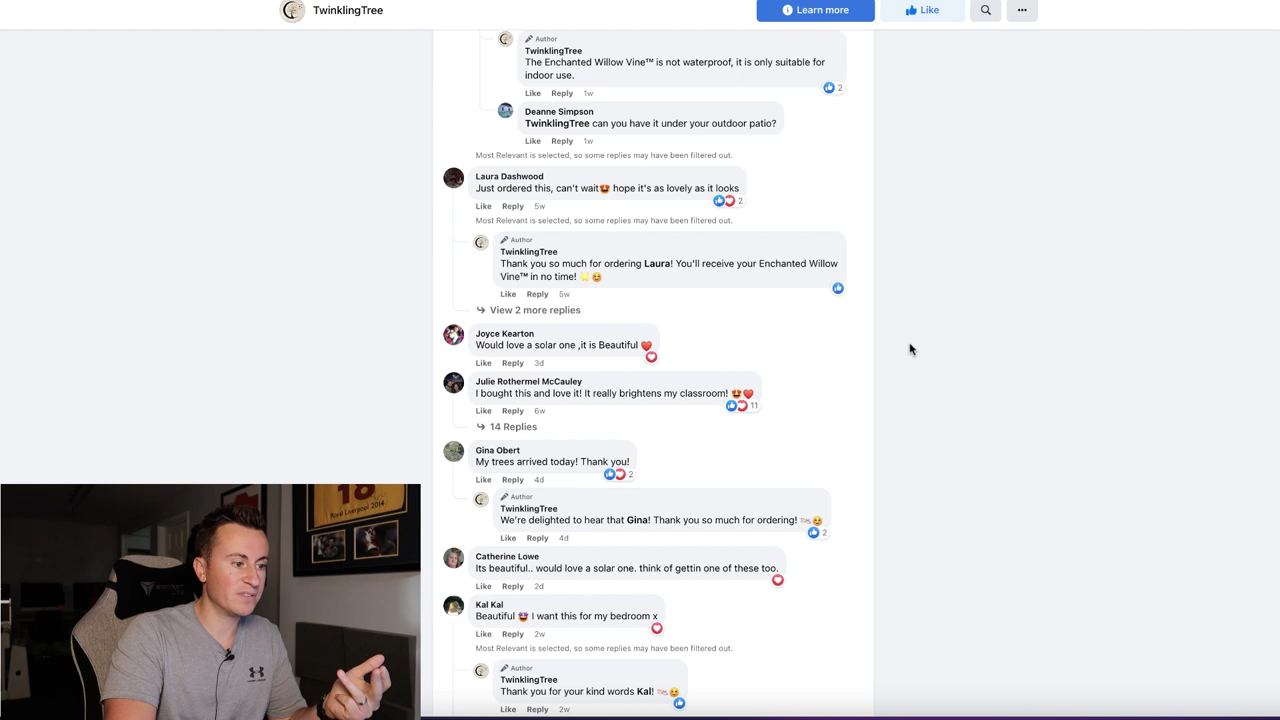 TwinklingTree
Learn more
Like
Author
TwinklingTree
The Enchanted Willow Vine™ is not waterproof, it is only suitable for
indoor use.
2
Like Reply 1w
Deanne Simpson
TwinklingTree can you have it under your outdoor patio?
Like Reply 1w
Most Relevant is selected, so some replies may have been filtered out.
Laura Dashwood
Just ordered this, can't wait😍 hope it's as lovely as it looks
2
Like Reply 5w
Most Relevant is selected, so some replies may have been filtered out.
Author
TwinklingTree
Thank you so much for ordering Laura! You'll receive your Enchanted Willow
Vine™ in no time! 🌟😊
Like Reply 5w
View 2 more replies
Joyce Kearton
Would love a solar one ,it is Beautiful ♥️
Like Reply 3d
Julie Rothermel McCauley
I bought this and love it! It really brightens my classroom! 😍♥️
11
Like Reply 6w
14 Replies
Gina Obert
My trees arrived today! Thank you!
2
Like Reply 4d
Author
TwinklingTree
We're delighted to hear that Gina! Thank you so much for ordering! 😊
2
Like Reply 4d
Catherine Lowe
Its beautiful.. would love a solar one. think of gettin one of these too.
Like Reply 2d
Kal Kal
Beautiful 🤩 I want this for my bedroom x
Like Reply 2w
Most Relevant is selected, so some replies may have been filtered out.
Author
TwinklingTree
Thank you for your kind words Kal! 😊
Like Reply 2w
18